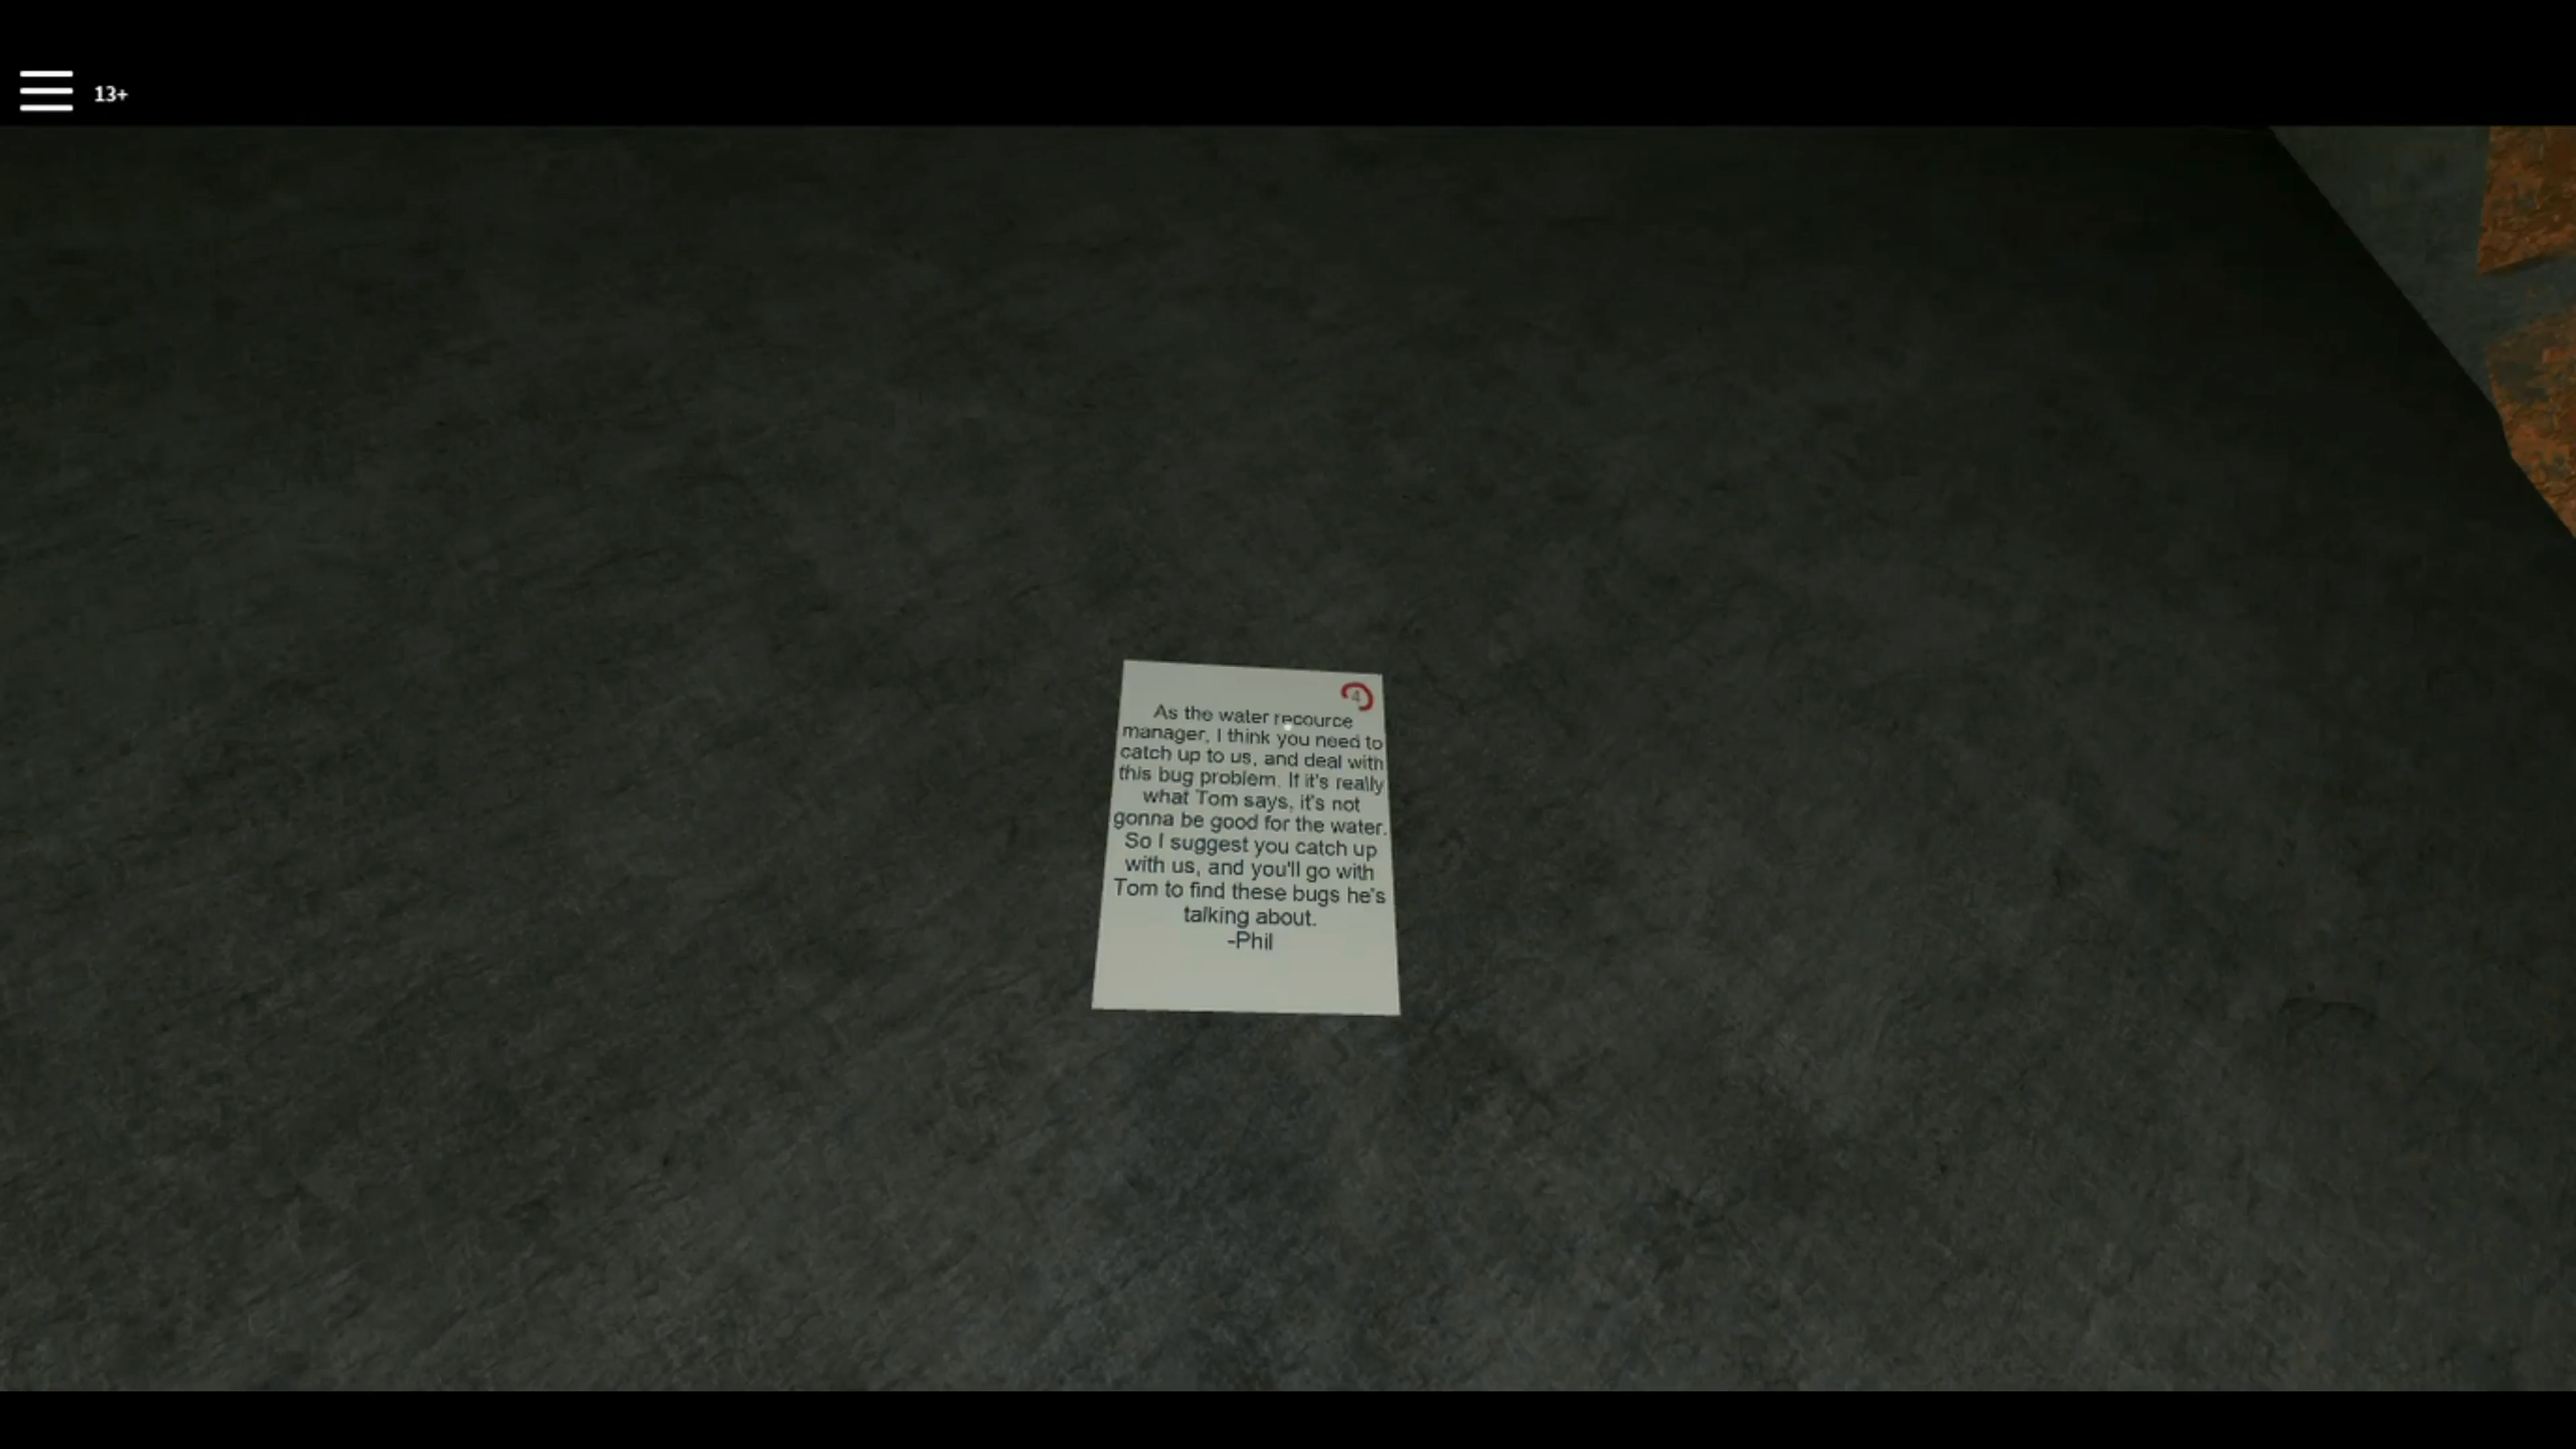 13+
4
As the water recource
manager, I think you need to
catch up to us, and deal with
this bug problem. If it's really
what Tom says, it's not
gonna be good for the water.
So I suggest you catch up
with us, and you'll go with
Tom to find these bugs he's
talking about.
-Phil